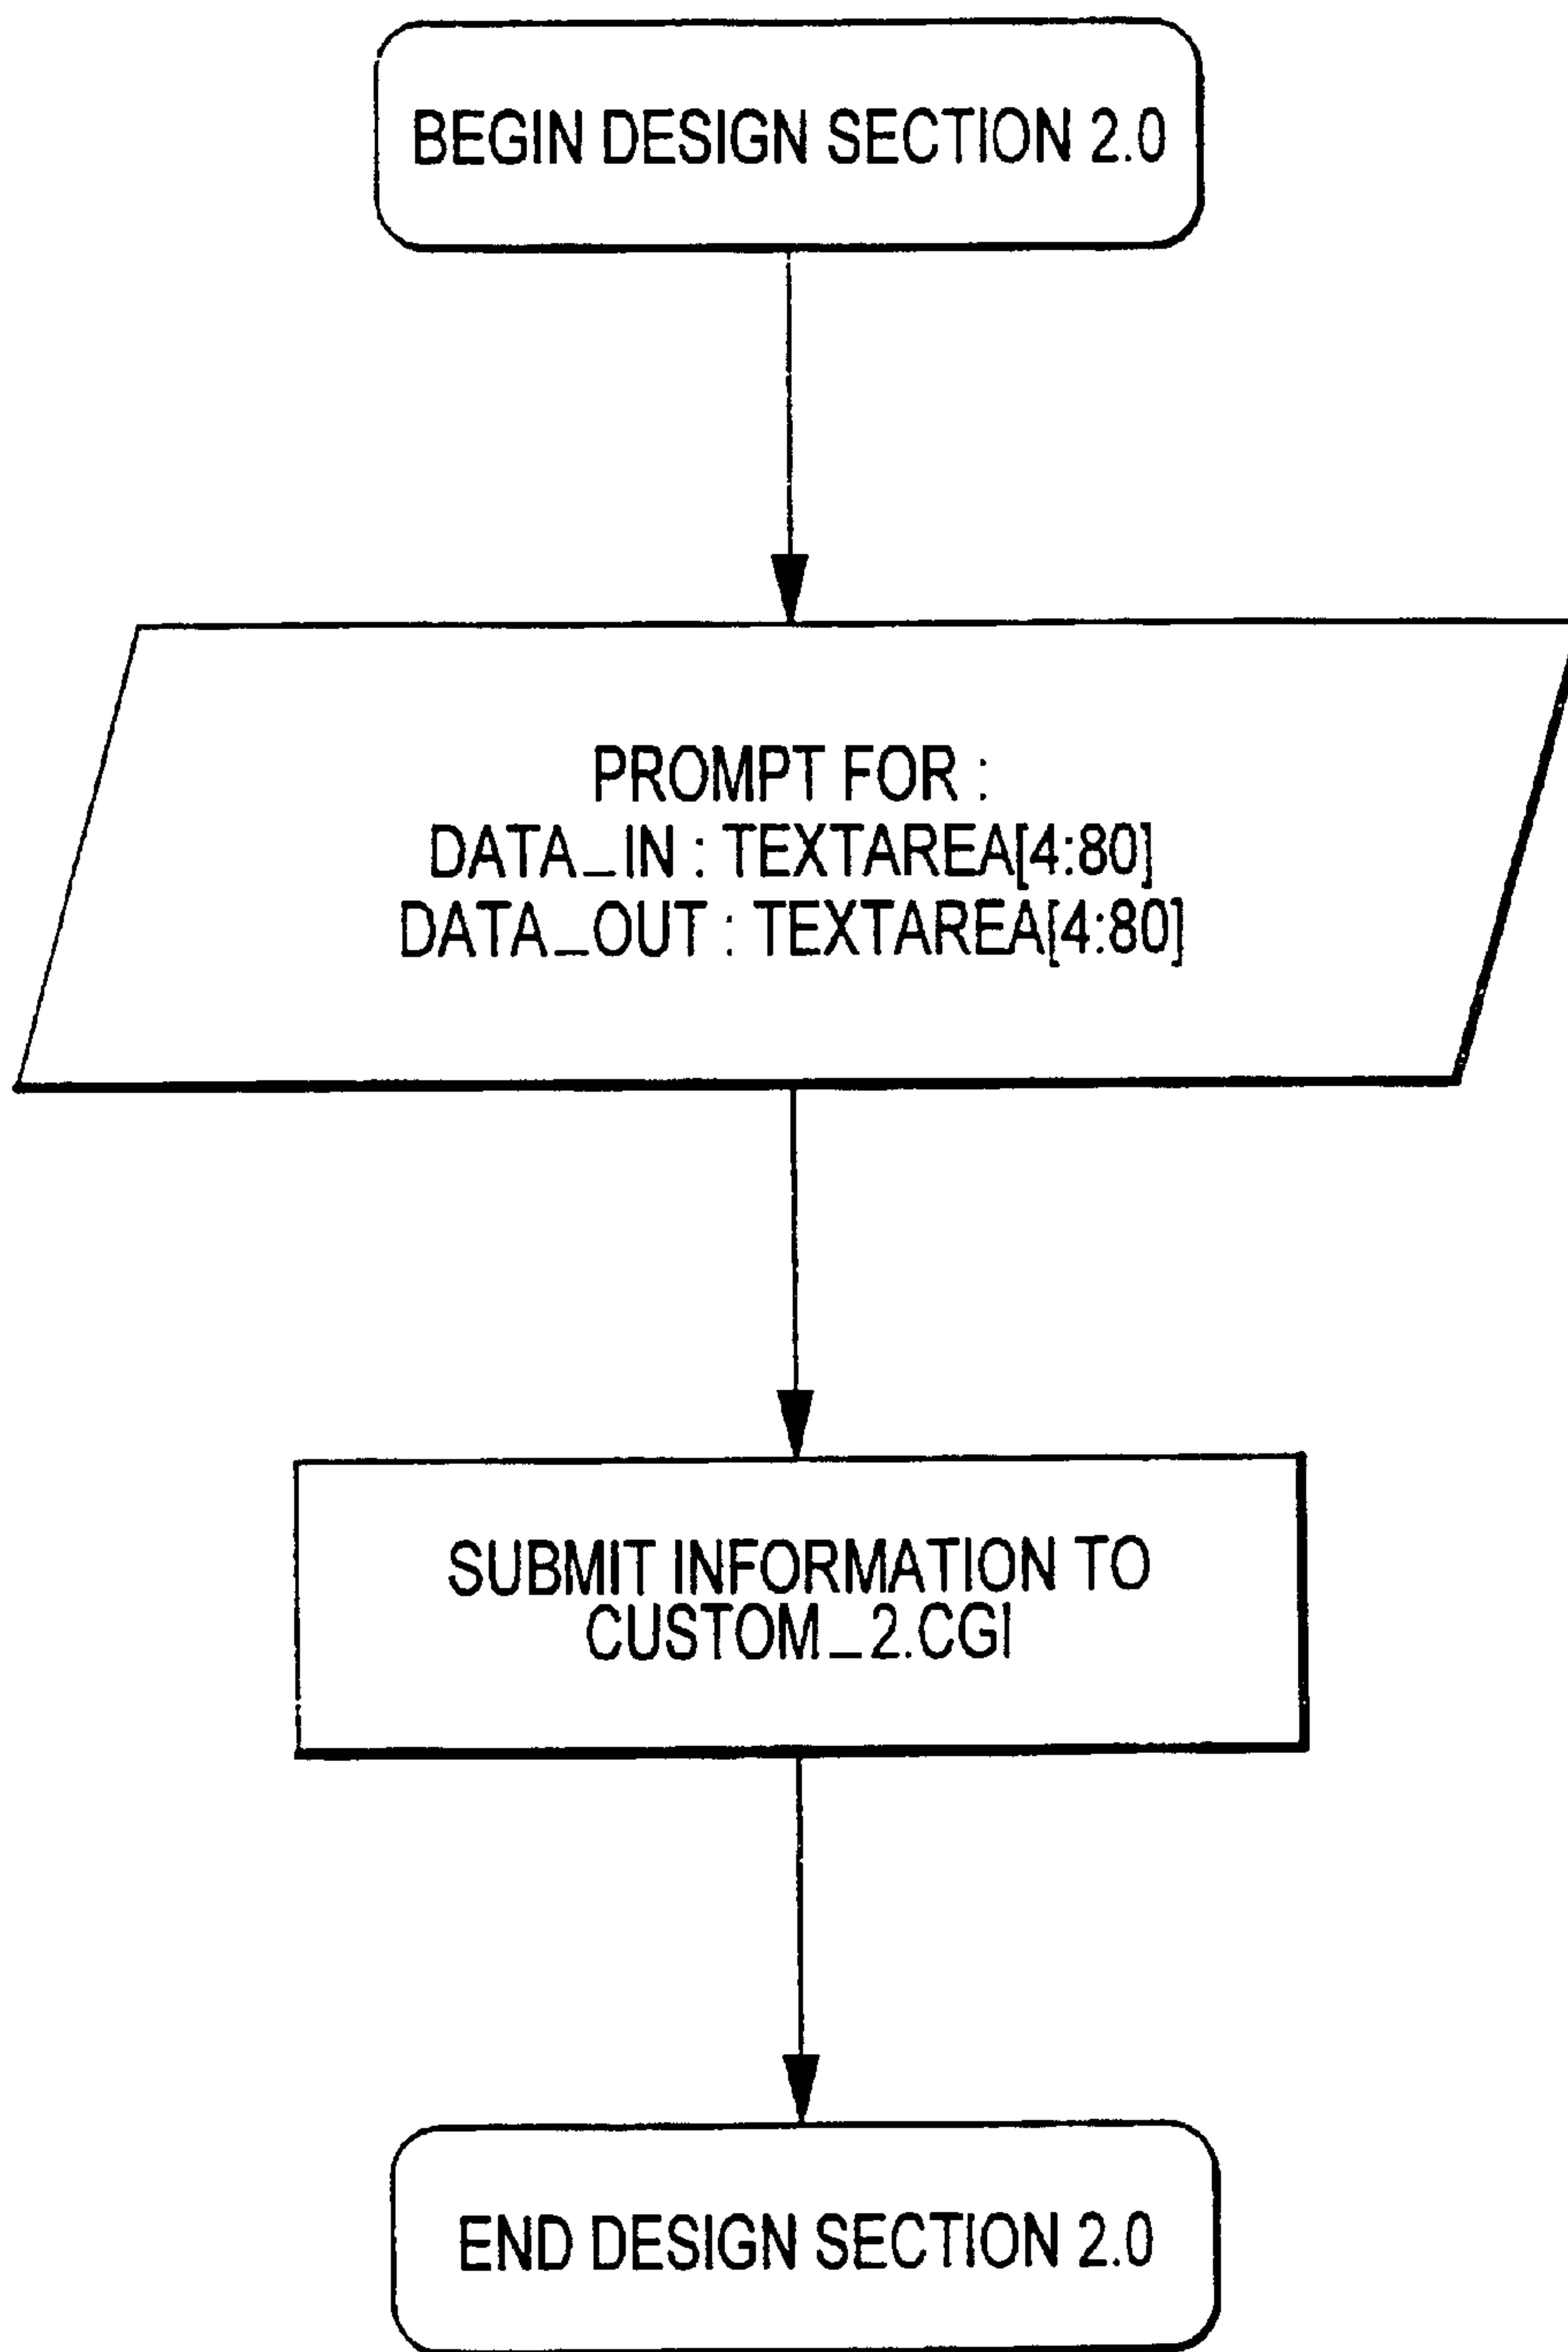 BEGIN DESIGN SECTION 2.0
PROMPT FOR :
DATA_IN : TEXTAREA[4:80]
DATA_OUT : TEXTAREA[4:80]
SUBMIT INFORMATION TO
CUSTOM_2.CGI
END DESIGN SECTION 2.0